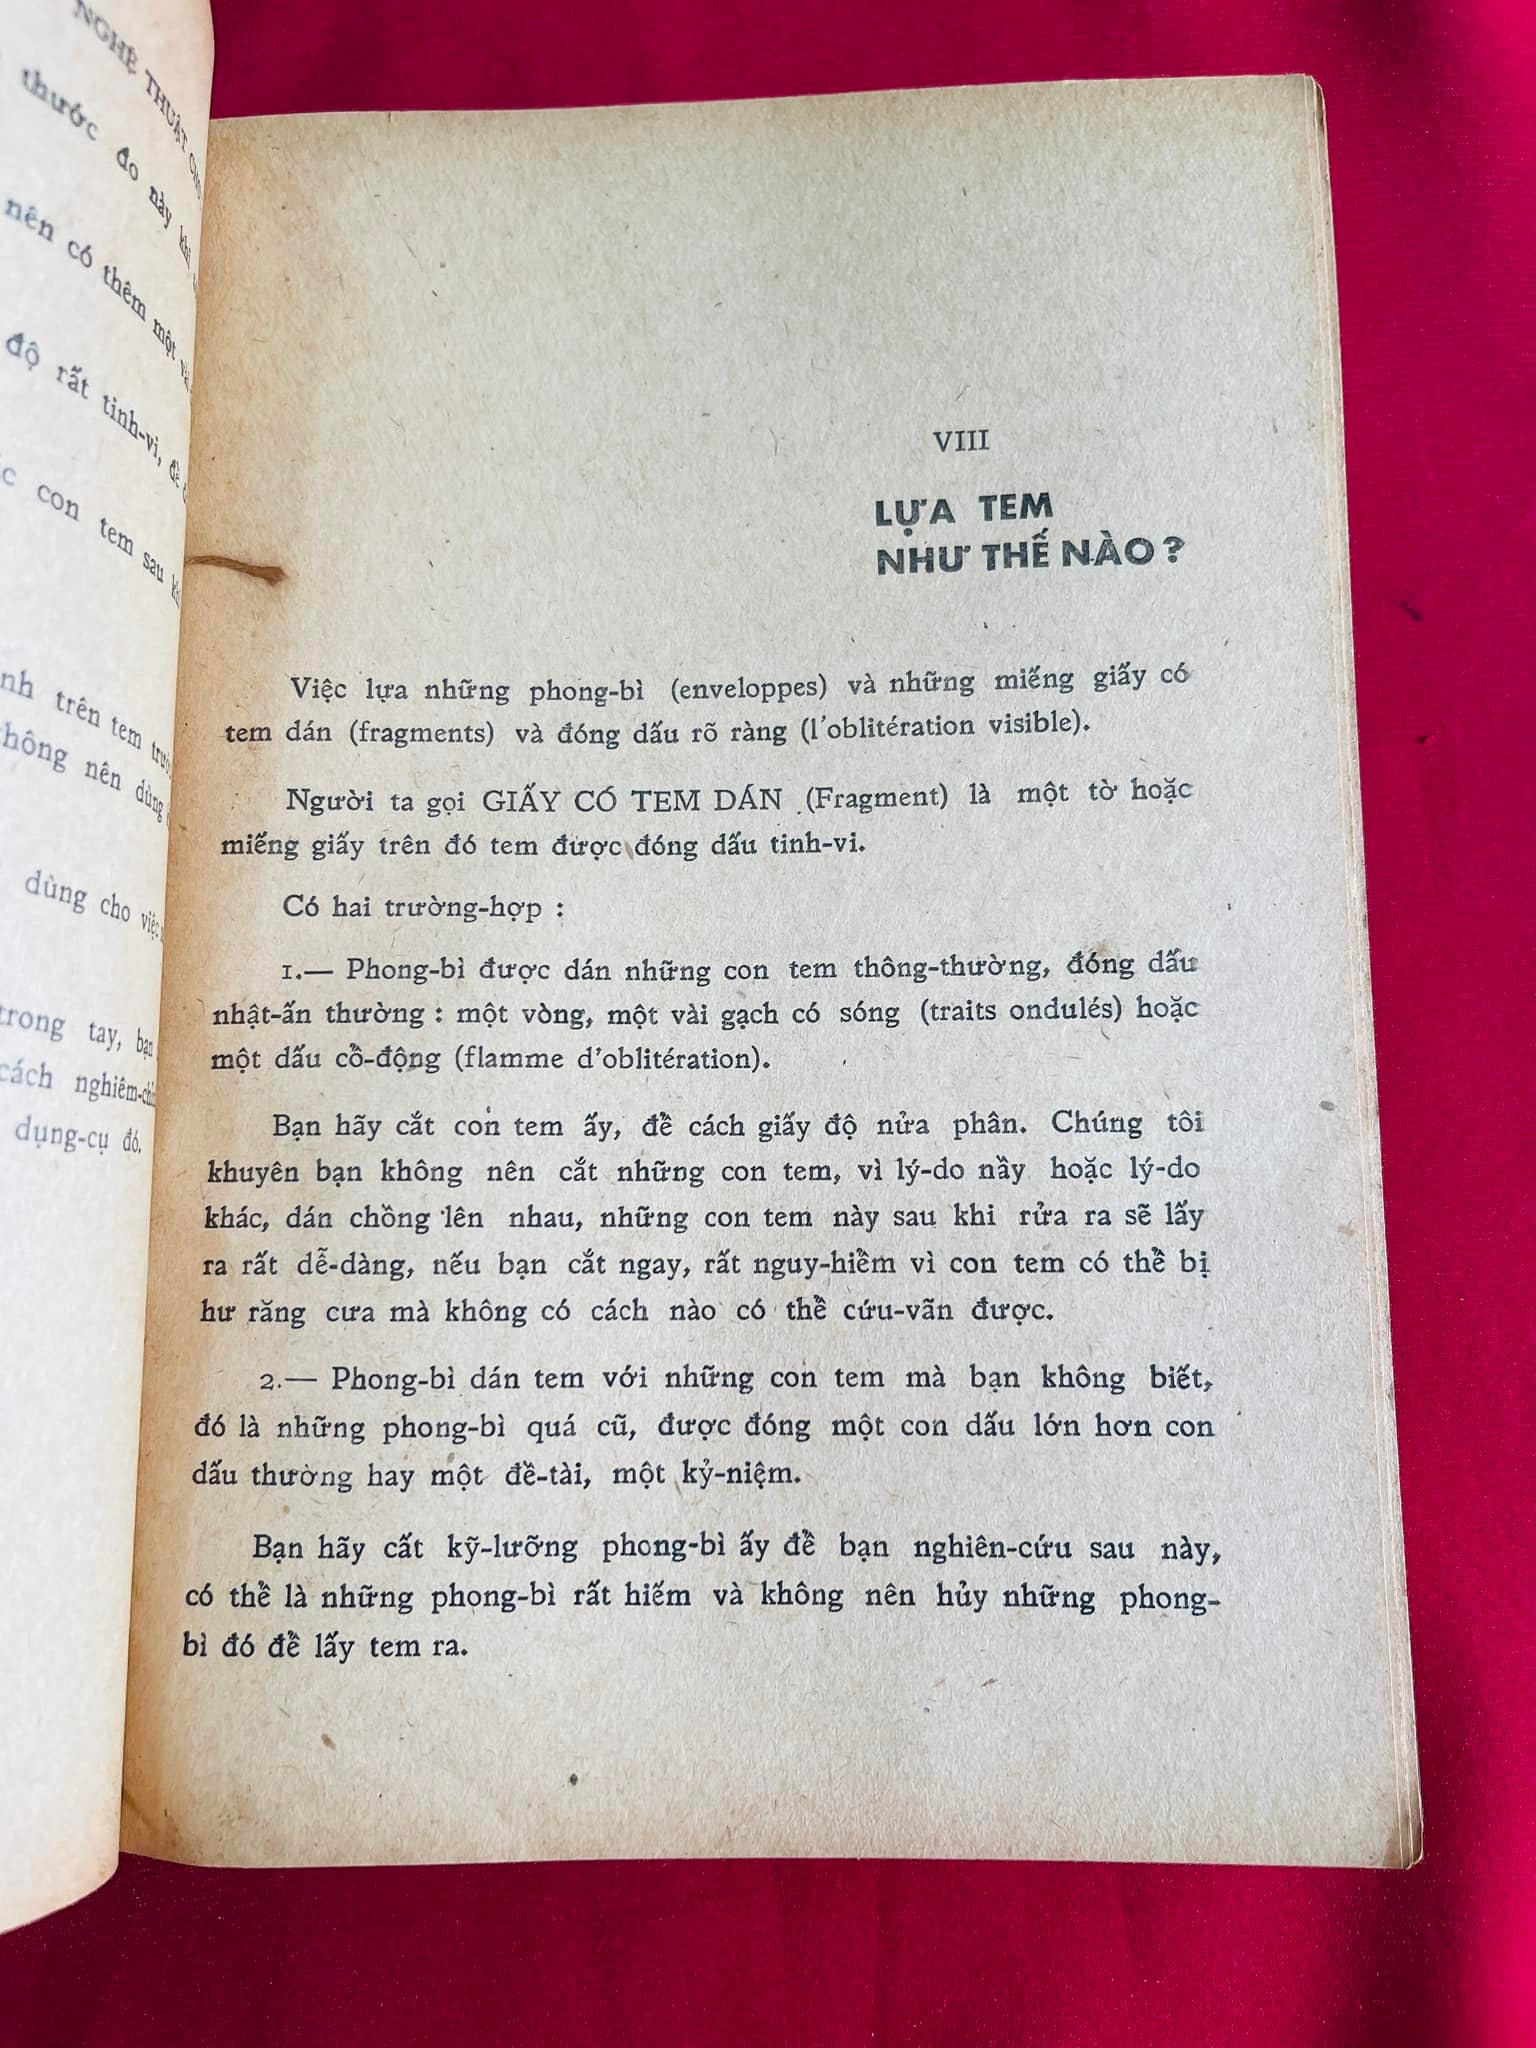 NGHỆ THUẬT
thước đo này khi
nên có thêm một
độ rất tinh-vi, để
con tem sau
trên tem
nên dùng
dùng cho việc
trong tay, bạn
cách
dụng-cụ đó.
VIII
LỰA TEM
NHƯ THẾ NÀO?
Việc lựa những phong-bì (enveloppes) và những miếng giấy có
tem dán (fragments) và đóng dấu rõ ràng (l'oblitération visible).
Người ta gọi GIẤY CÓ TEM DÁN (Fragment) là một tờ hoặc
miếng giấy trên đó tem được đóng dấu tinh-vi.
Có hai trường-hợp :
1.— Phong-bì được dán những con tem thông-thường, đóng dấu
nhật-ấn thường : một vòng, một vài gạch có sóng (traits ondulés) hoặc
một dấu cổ-động (flamme d'oblitération).
Bạn hãy cắt con tem ấy, để cách giấy độ nửa phân. Chúng tôi
khuyên bạn không nên cắt những con tem, vì lý-do nầy hoặc lý-do
khác, dán chồng lên nhau, những con tem này sau khi rửa ra sẽ lấy
ra rất dễ-dàng, nếu bạn cắt ngay, rất nguy-hiểm vì con tem có thể bị
hư răng cưa mà không có cách nào có thể cứu-vãn được.
2.— Phong-bì dán tem với những con tem mà bạn không biết,
đó là những phong-bì quá cũ, được đóng một con dấu lớn hơn con
dấu thường hay một đề-tài, một kỷ-niệm.
Bạn hãy cất kỹ-lưỡng phong-bì ấy để bạn nghiên-cứu sau này,
có thể là những phong-bì rất hiếm và không nên hủy những phong-
bì đó để lấy tem ra.